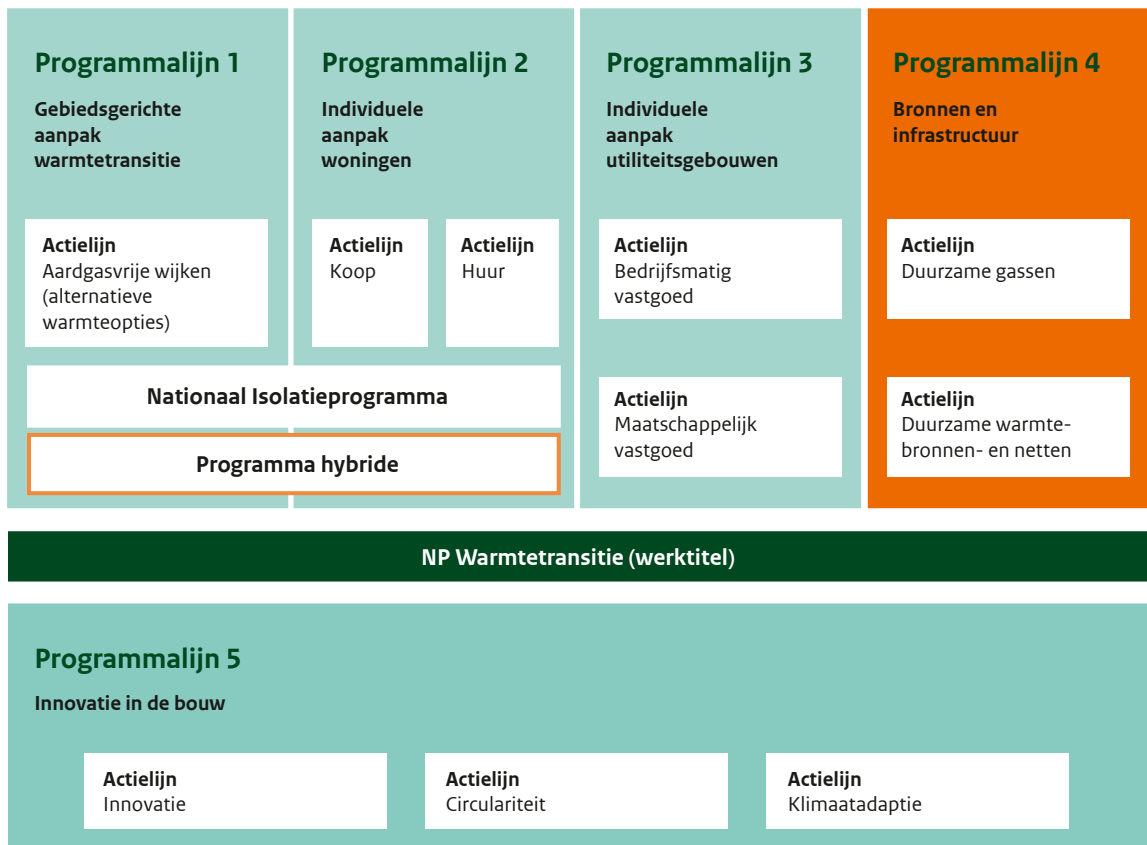 Programmalijn 1
Gebiedsgerichte
aanpak
warmtetransitie
Actielijn
Aardgasvrije wijken
(alternatieve
warmteopties)
Programmalijn 2
Individuele
aanpak
woningen
Actielijn
Koop
Actielijn
Huur
Nationaal Isolatieprogramma
Programma hybride
Programmalijn 3
Individuele
aanpak
utiliteitsgebouwen
Actielijn
Bedrijfsmatig
vastgoed
Actielijn
Maatschappelijk
vastgoed
Programmalijn 4
Bronnen en
infrastructuur
Actielijn
Duurzame gassen
Actielijn
Duurzame warmte-
bronnen- en netten
NP Warmtetransitie (werktitel)
Programmalijn 5
Innovatie in de bouw
Actielijn
Innovatie
Actielijn
Circulariteit
Actielijn
Klimaatadaptie